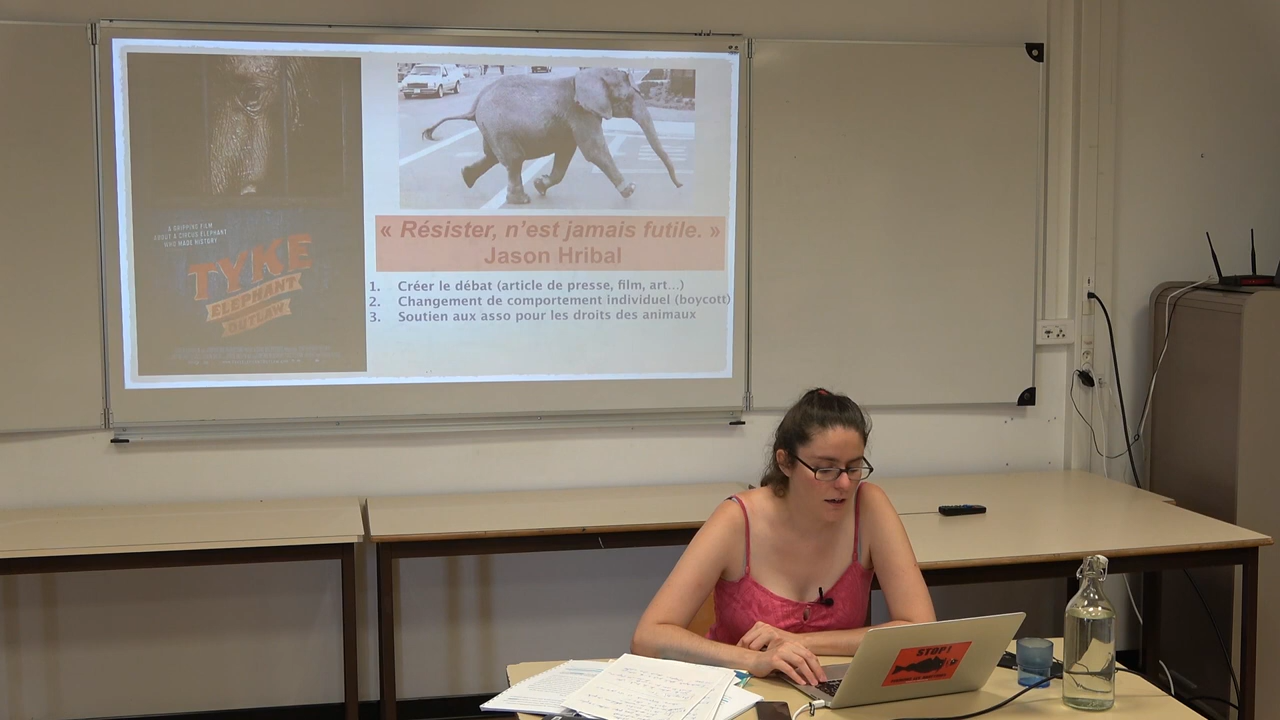 A GRIPPING FILM
ABOUT A CIRCUS ELEPHANT
WHO MADE HISTORY
TYKE
ELEPHANT
OUTLAW
« Résister, n’est jamais futile. »
Jason Hribal
1. Créer le débat (article de presse, film, art...)
2. Changement de comportement individuel (boycott)
3. Soutien aux asso pour les droits des animaux
STOP!